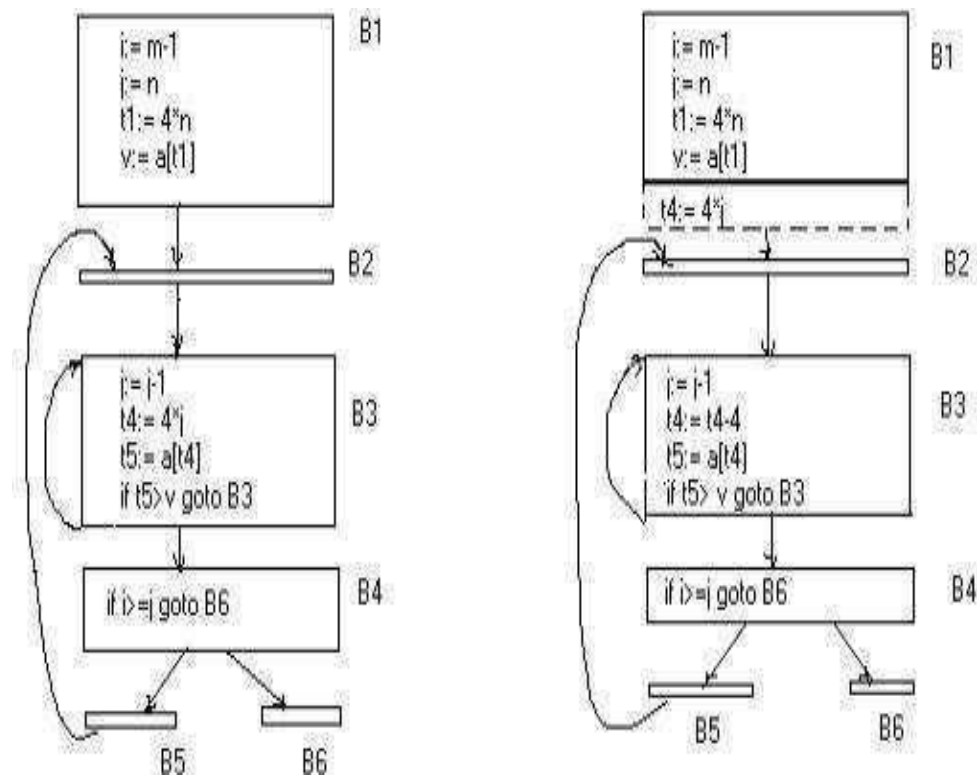 i:= m-1
j:= n
t1:= 4*n
v:= a[t1]
B1
B2
j:= j-1
t4:= 4*j
t5:= a[t4]
if t5>v goto B3
B3
if i>=j goto B6
B4
B5
B6
i:= m-1
j:= n
t1:= 4*n
v:= a[t1]
t4:= 4*j
B1
B2
j:= j-1
t4:= t4-4
t5:= a[t4]
if t5> v goto B3
B3
if i>=j goto B6
B4
B5
B6